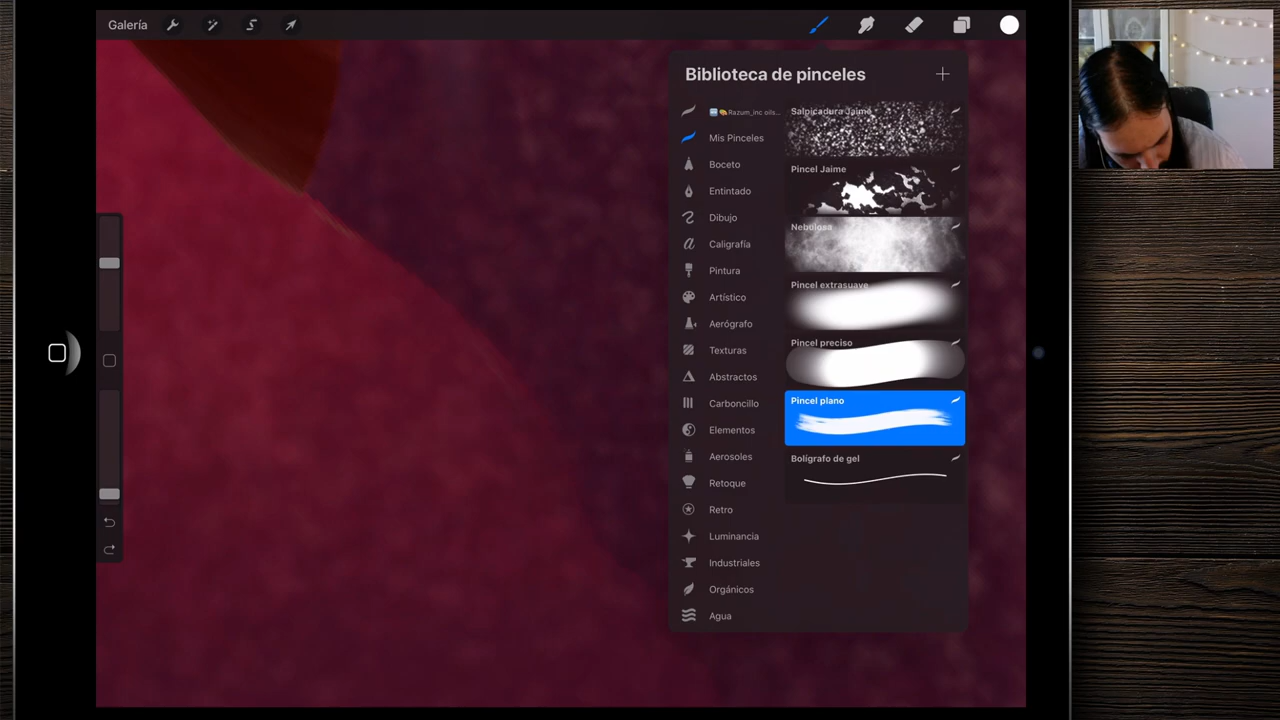 Galería
Biblioteca de pinceles
Razum_inc oils...
Mis Pinceles
Boceto
Entintado
Dibujo
Caligrafía
Pintura
Artístico
Aerógrafo
Texturas
Abstractos
Carboncillo
Elementos
Aerosoles
Retoque
Retro
Luminancia
Industriales
Orgánicos
Agua
Salpicadura Jaime
Pincel Jaime
Nebulosa
Pincel extrasuave
Pincel preciso
Pincel plano
Bolígrafo de gel